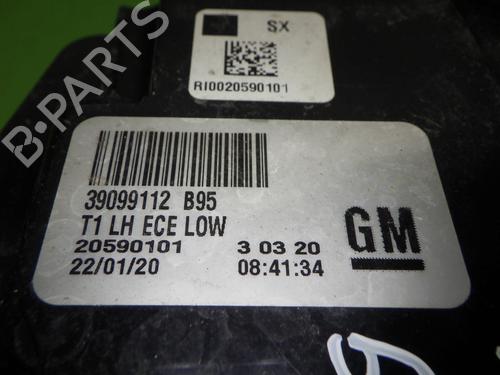 SX
RI0020590101
B-PARTS
39099112 B95
T1 LH ECE LOW
20590101 3 03 20
22/01/20 08:41:34
GM